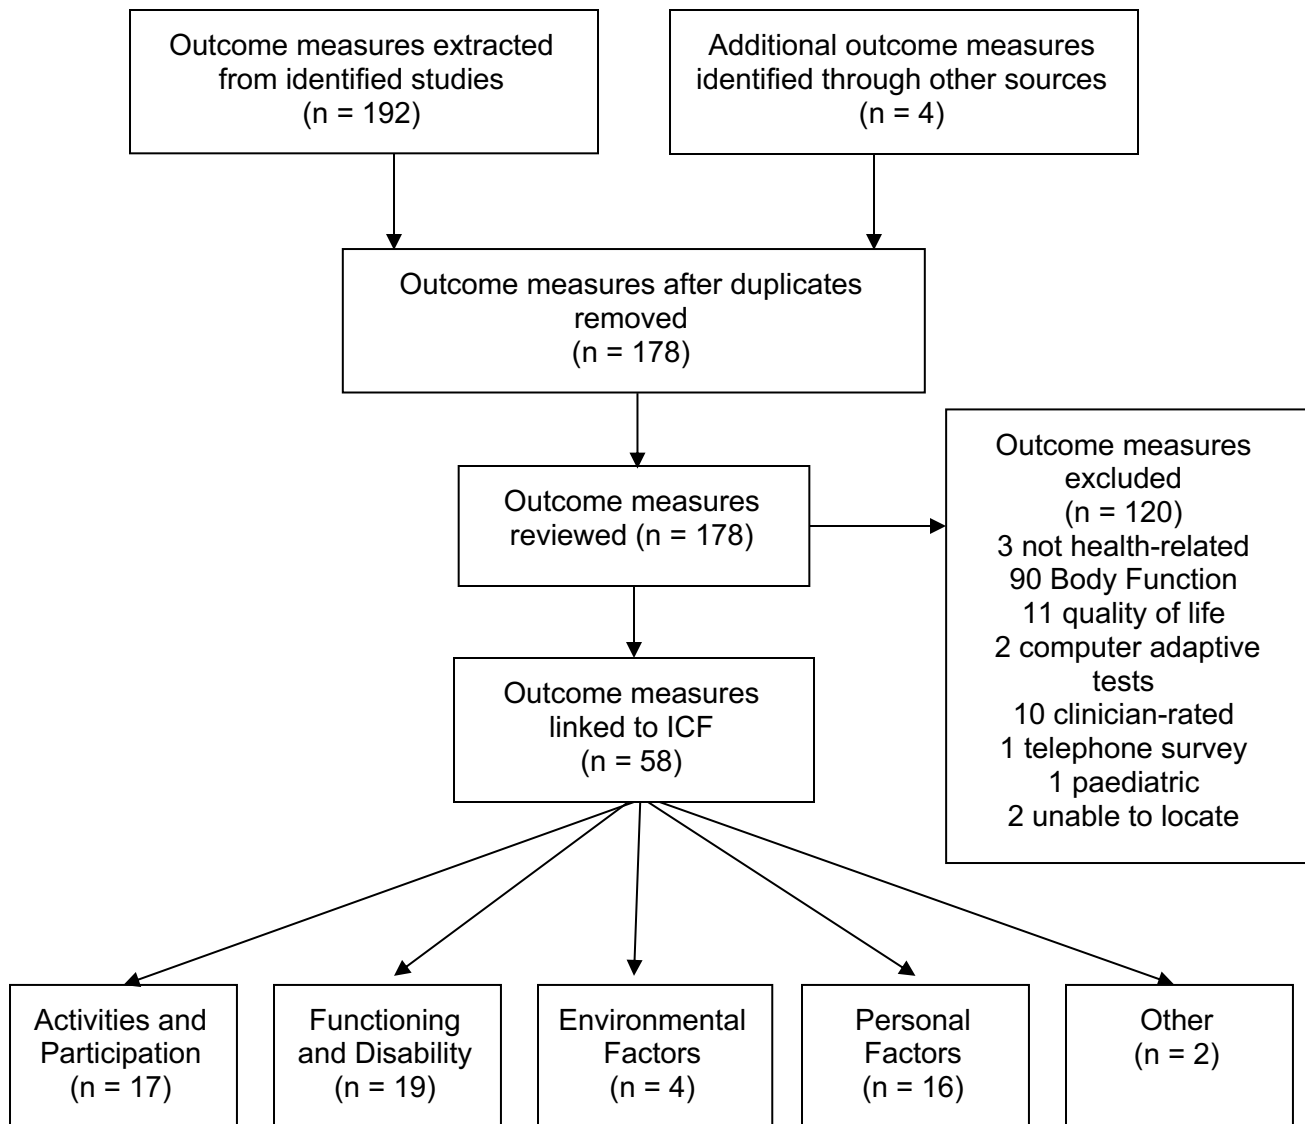 Outcome measures extracted
from identified studies
(n = 192)
Additional outcome measures
identified through other sources
(n = 4)
Outcome measures after duplicates
removed
(n = 178)
Outcome measures
reviewed (n = 178)
Outcome measures
excluded
(n = 120)
3 not health-related
90 Body Function
11 quality of life
2 computer adaptive
tests
10 clinician-rated
1 telephone survey
1 paediatric
2 unable to locate
Outcome measures
linked to ICF
(n = 58)
Activities and
Participation
(n = 17)
Functioning
and Disability
(n = 19)
Environmental
Factors
(n = 4)
Personal
Factors
(n = 16)
Other
(n = 2)